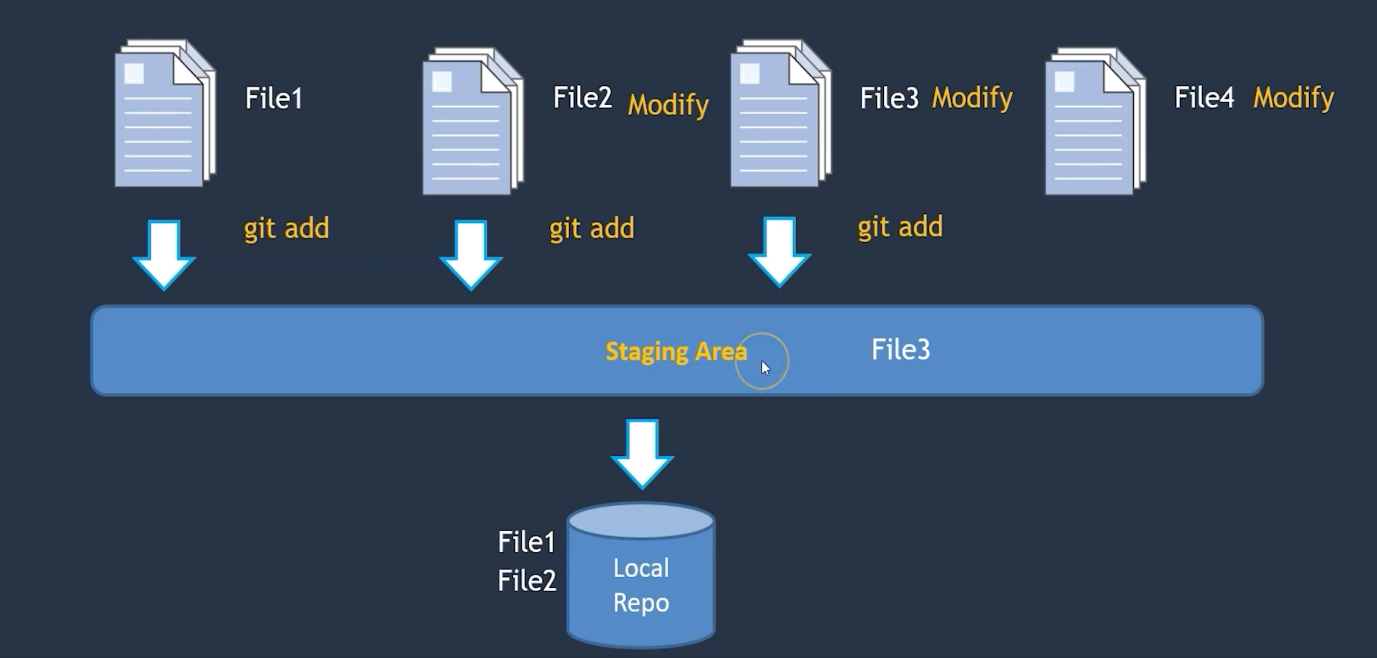 File1
File2 Modify
File3 Modify
File4 Modify
git add
git add
git add
Staging Area
File3
File1
File2
Local
Repo